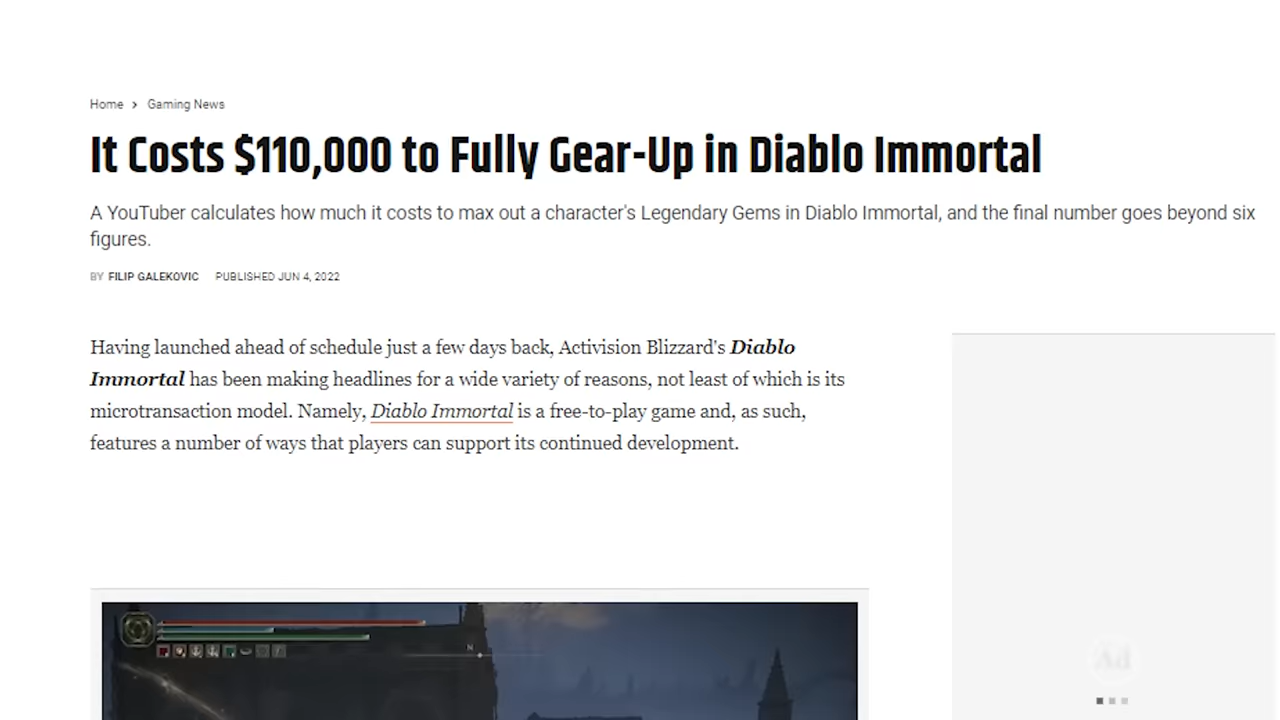 Home > Gaming News
It Costs $110,000 to Fully Gear-Up in Diablo Immortal
A YouTuber calculates how much it costs to max out a character's Legendary Gems in Diablo Immortal, and the final number goes beyond six
figures.
BY FILIP GALEKOVIC PUBLISHED JUN 4, 2022
Having launched ahead of schedule just a few days back, Activision Blizzard's Diablo
Immortal has been making headlines for a wide variety of reasons, not least of which is its
microtransaction model. Namely, Diablo Immortal is a free-to-play game and, as such,
features a number of ways that players can support its continued development.
N
Ad